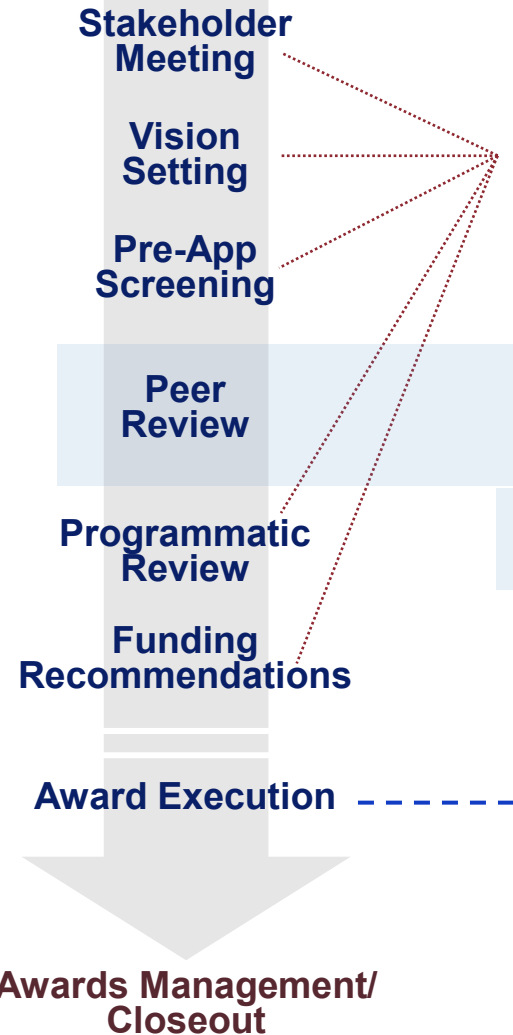 Stakeholder
Meeting
Vision
Setting
Pre-App
Screening
Peer
Review
Programmatic
Review
Funding
Recommendations
Award Execution
Awards Management/
Closeout